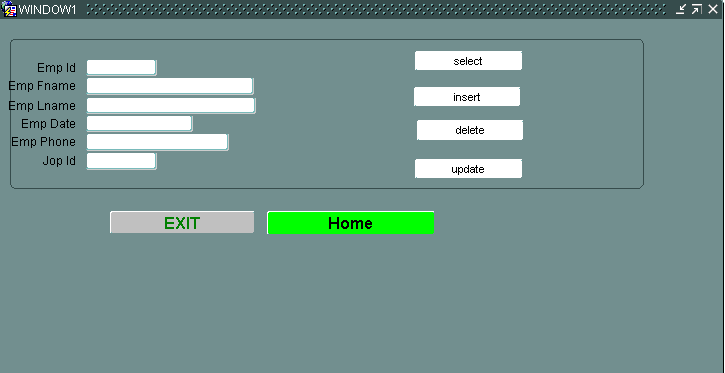 WINDOW1
Emp Id
Emp Fname
Emp Lname
Emp Date
Emp Phone
Jop Id
select
insert
delete
update
EXIT
Home